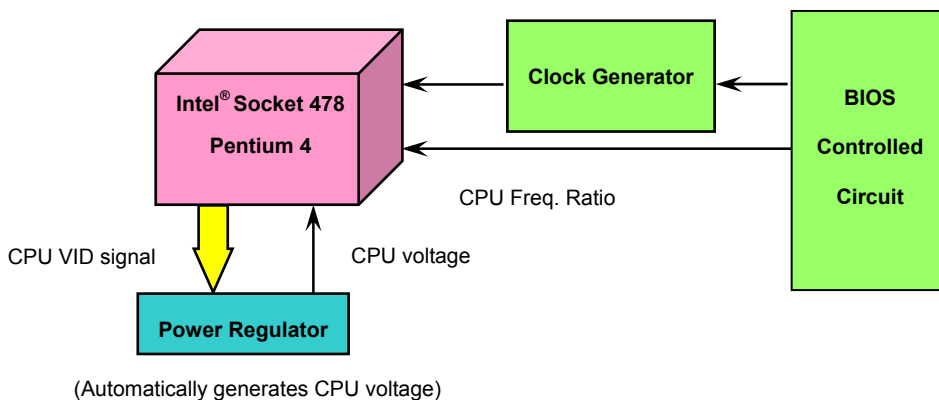 Intel® Socket 478
Pentium 4
Clock Generator
BIOS
Controlled
Circuit
CPU Freq. Ratio
CPU VID signal
CPU voltage
Power Regulator
(Automatically generates CPU voltage)